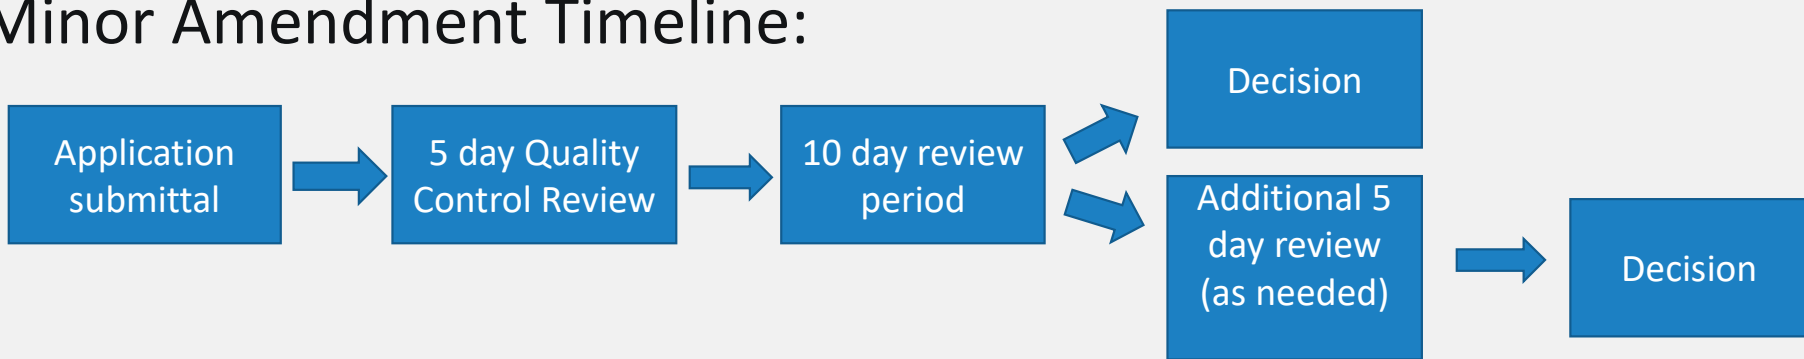 Minor Amendment Timeline:
Application
submittal
5 day Quality
Control Review
10 day review
period
Decision
Additional 5
day review
(as needed)
Decision